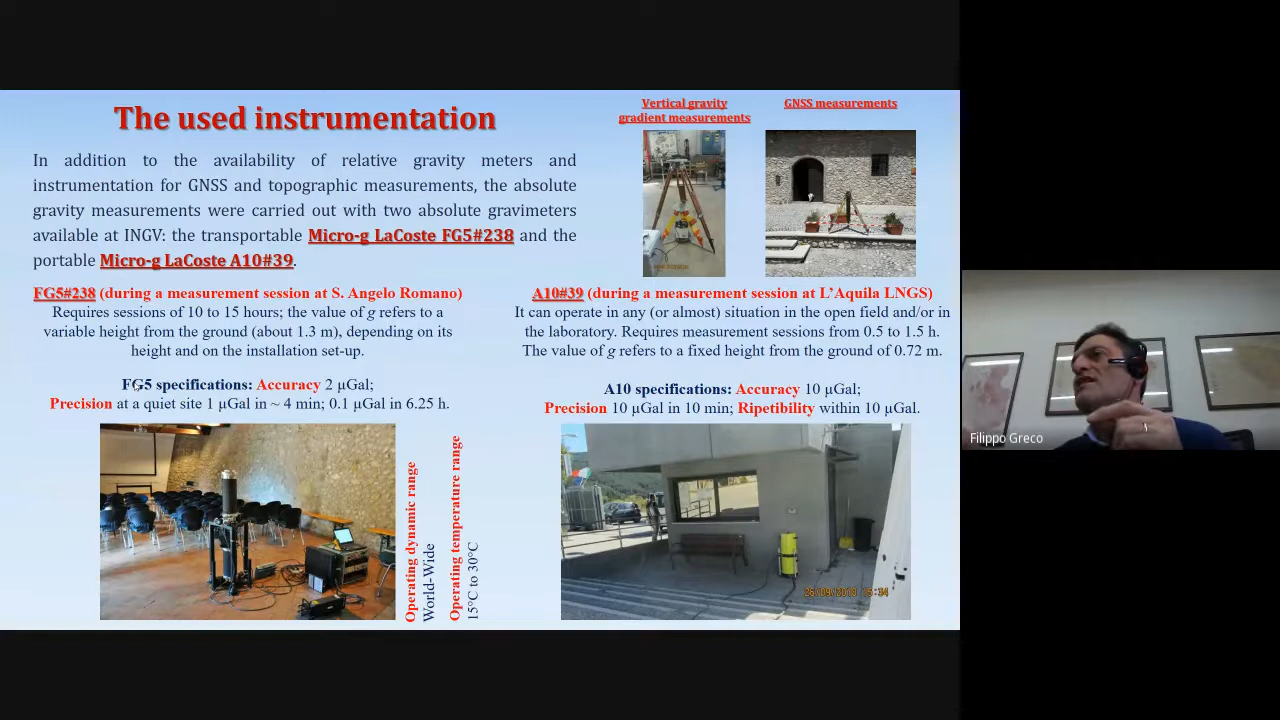 The used instrumentation
In addition to the availability of relative gravity meters and
instrumentation for GNSS and topographic measurements, the absolute
gravity measurements were carried out with two absolute gravimeters
available at INGV: the transportable Micro-g LaCoste FG5#238 and the
portable Micro-g LaCoste A10#39.
Vertical gravity
gradient measurements
GNSS measurements
FG5#238 (during a measurement session at S. Angelo Romano)
Requires sessions of 10 to 15 hours; the value of g refers to a
variable height from the ground (about 1.3 m), depending on its
height and on the installation set-up.
FG5 specifications: Accuracy 2 µGal;
Precision at a quiet site 1 µGal in ~ 4 min; 0.1 µGal in 6.25 h.
A10#39 (during a measurement session at L’Aquila LNGS)
It can operate in any (or almost) situation in the open field and/or in
the laboratory. Requires measurement sessions from 0.5 to 1.5 h.
The value of g refers to a fixed height from the ground of 0.72 m.
A10 specifications: Accuracy 10 µGal;
Precision 10 µGal in 10 min; Ripetibility within 10 µGal.
Operating dynamic range
World-Wide
Operating temperature range
15°C to 30°C
Filippo Greco